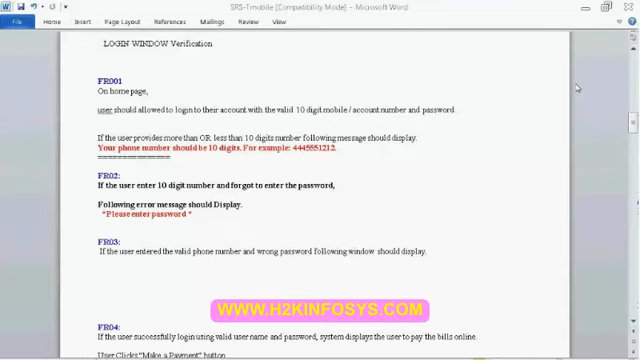 SRS-Tmobile [Compatibility Mode] - Microsoft Word
File Home Insert Page Layout References Mailings Review View
LOGIN WINDOW Verification
FR001
On home page,
user should allowed to login to their account with the valid 10 digit mobile / account number and password.
If the user provides more than OR less than 10 digits number following message should display.
Your phone number should be 10 digits. For example: 4445551212.
===============
FR02:
If the user enter 10 digit number and forgot to enter the password,
Following error message should Display.
"Please enter password "
FR03:
If the user entered the valid phone number and wrong password following window should display.
WWW.H2KINFOSYS.COM
FR04:
If the user successfully login using valid user name and password, system displays the user to pay the bills online.
User Clicks "Make a Payment" button